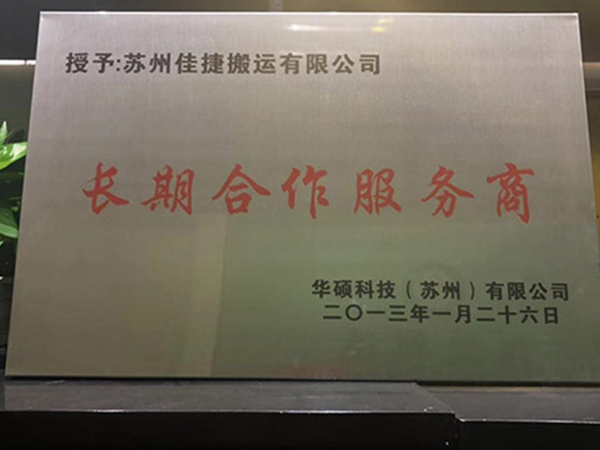 授予:苏州佳捷搬运有限公司
长期合作服务商
华硕科技(苏州)有限公司
二〇一三年一月二十六日